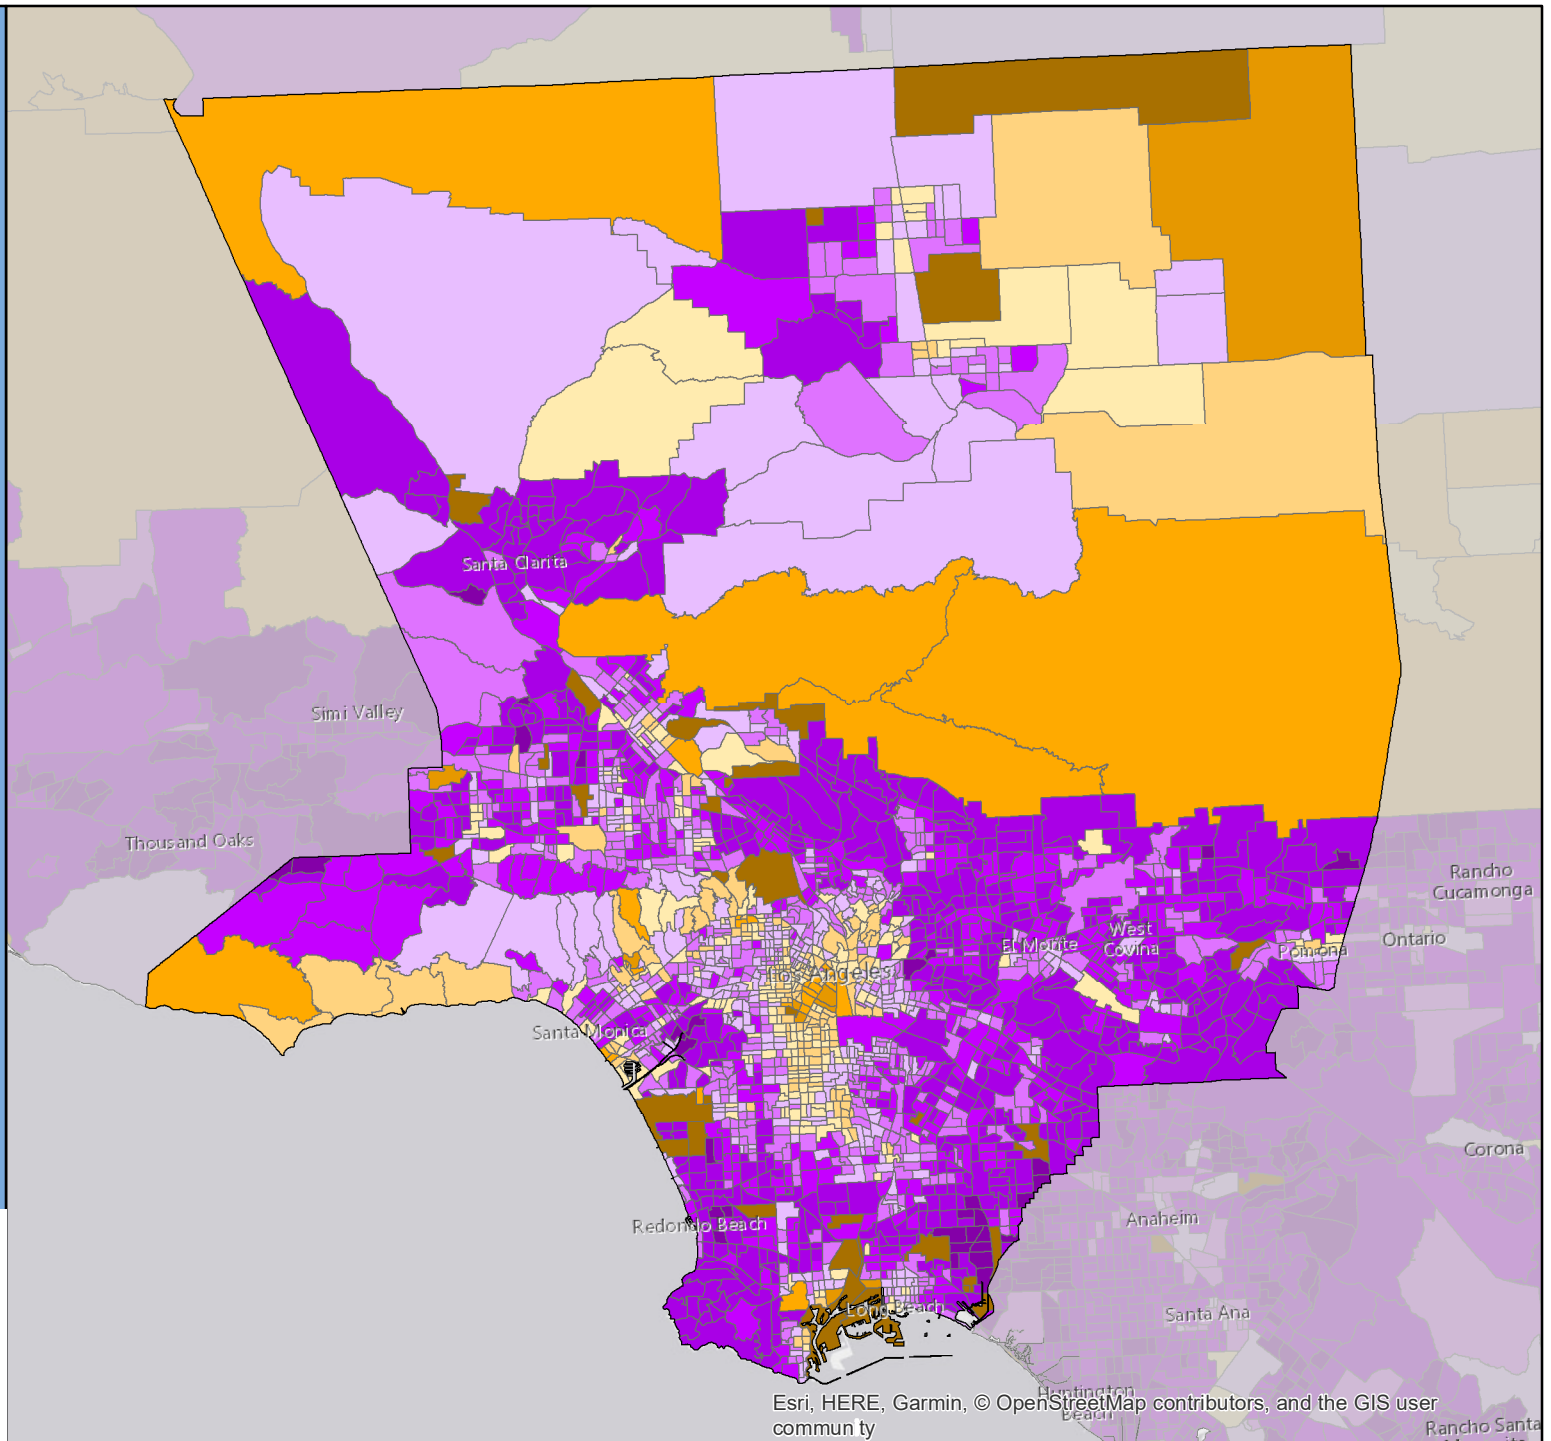 Santa Clarita
Simi Valley
Thousand Oaks
Rancho
Cucamonga
West
Covina
El Monte
Ontario
Pomona
Los Angeles
Santa Monica
Corona
Redondo Beach
Anaheim
Long Beach
Santa Ana
Huntington
Beach
Esri, HERE, Garmin, © OpenStreetMap contributors, and the GIS user
community
Rancho Santa